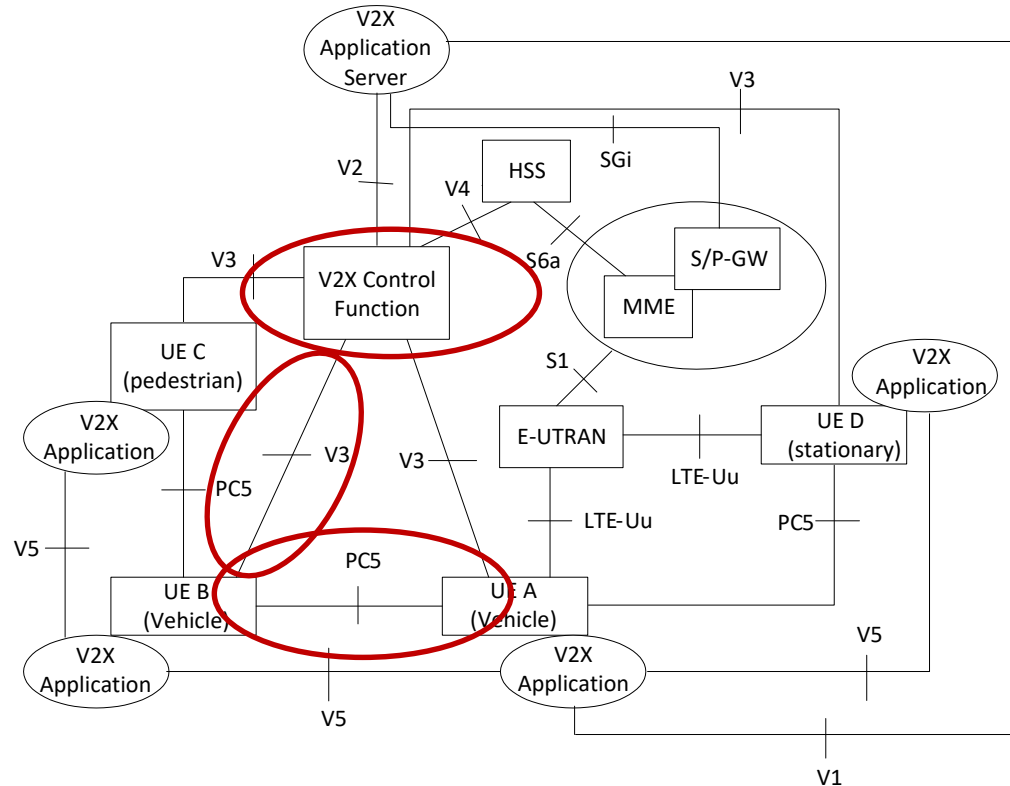 V2X
Application
Server
V3
SGi
HSS
V2
V4
S6a
S/P-GW
V3
V2X Control
Function
MME
UE C
(pedestrian)
S1
V2X
Application
V2X
Application
E-UTRAN
UE D
(stationary)
V3
V3
LTE-Uu
PC5
LTE-Uu
PC5
V5
PC5
UE B
(Vehicle)
UE A
(Vehicle)
V2X
Application
V2X
Application
V5
V5
V1